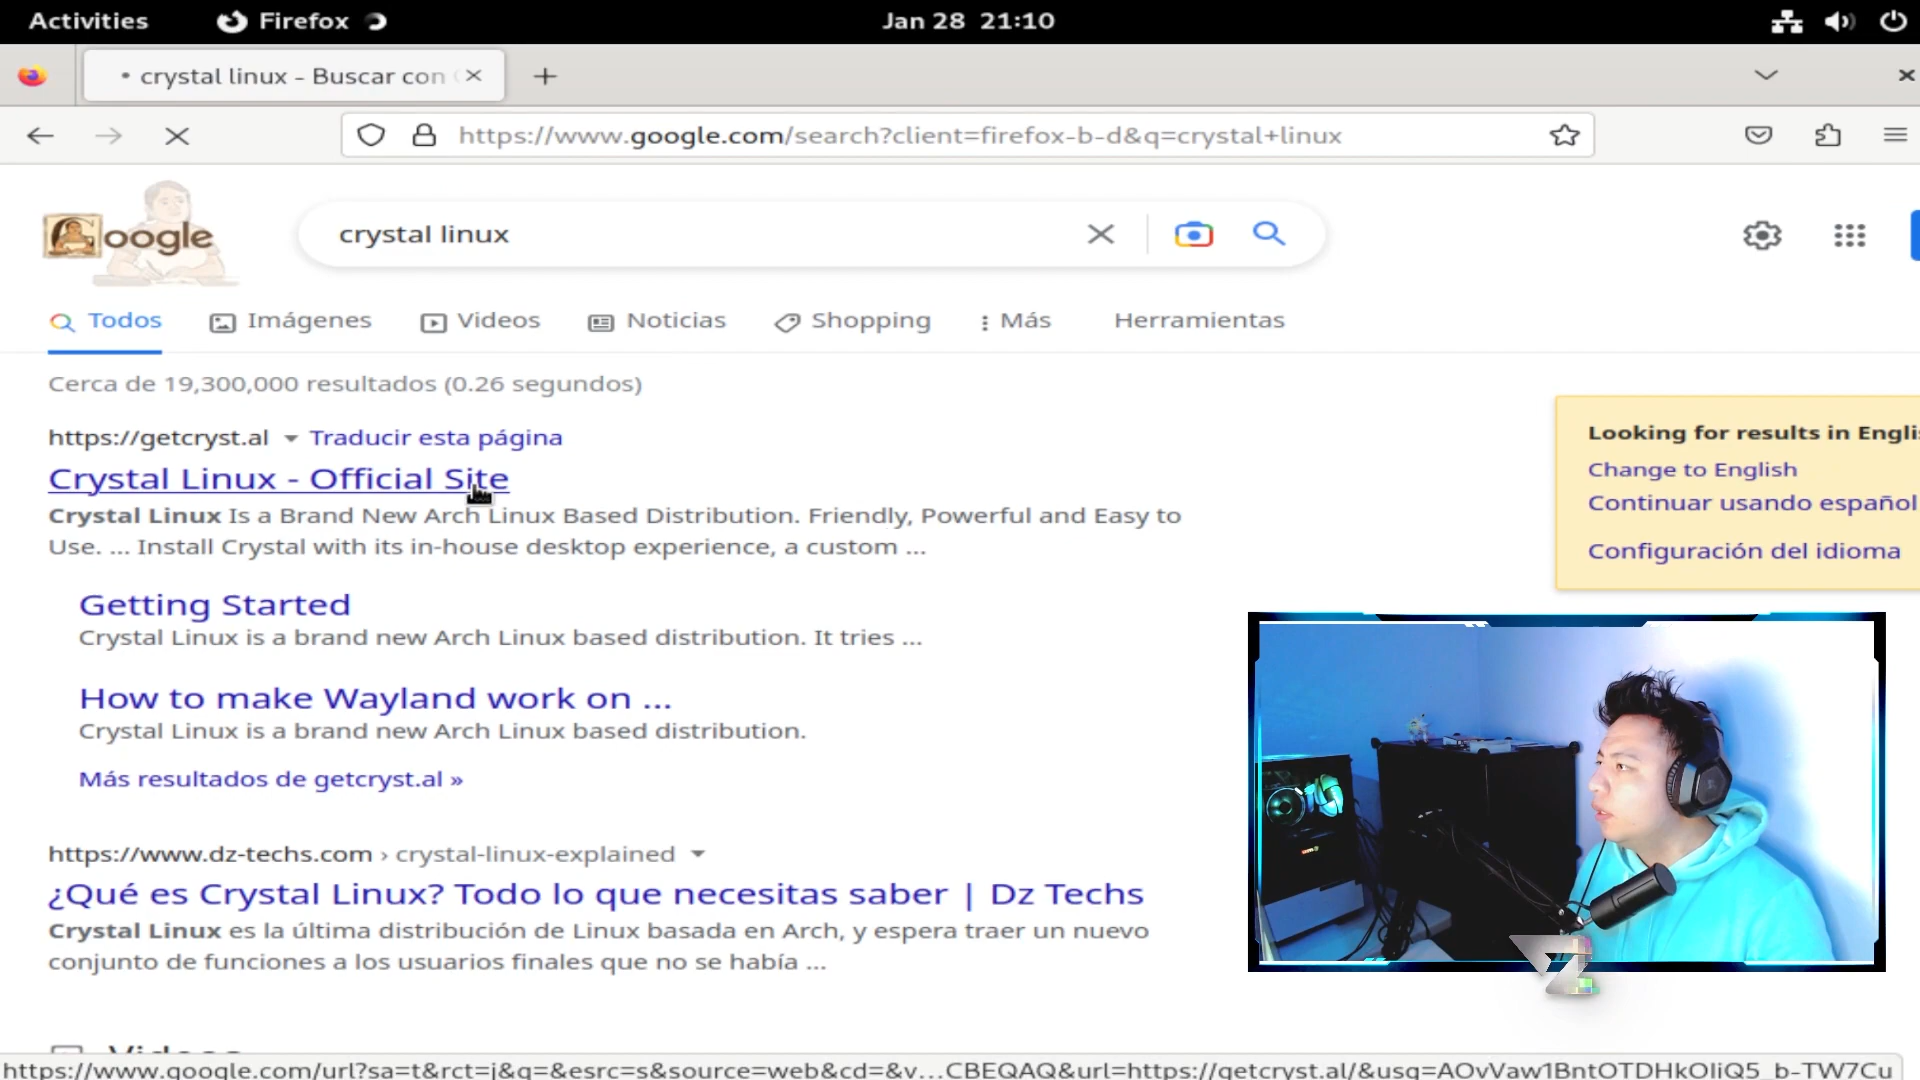 Activities Firefox Jan 28 21:10
crystal linux - Buscar con
https://www.google.com/search?client=firefox-b-d&q=crystal+linux
oogle crystal linux
Todos Imágenes Videos Noticias Shopping Más Herramientas
Cerca de 19,300,000 resultados (0.26 segundos)
https://getcryst.al Traducir esta página
Crystal Linux - Official Site
Crystal Linux Is a Brand New Arch Linux Based Distribution. Friendly, Powerful and Easy to
Use. ... Install Crystal with its in-house desktop experience, a custom ...
Getting Started
Crystal Linux is a brand new Arch Linux based distribution. It tries ...
How to make Wayland work on ...
Crystal Linux is a brand new Arch Linux based distribution.
Más resultados de getcryst.al »
https://www.dz-techs.com › crystal-linux-explained
¿Qué es Crystal Linux? Todo lo que necesitas saber | Dz Techs
Crystal Linux es la última distribución de Linux basada en Arch, y espera traer un nuevo
conjunto de funciones a los usuarios finales que no se había ...
Looking for results in Engli
Change to English
Continuar usando español
Configuración del idioma
https://www.google.com/url?sa=t&rct=j&q=&esrc=s&source=web&cd=&v...CBEQAQ&url=https://getcryst.al/&usg=AOvVaw1BntOTDHkOIiQ5_b-TW7Cu